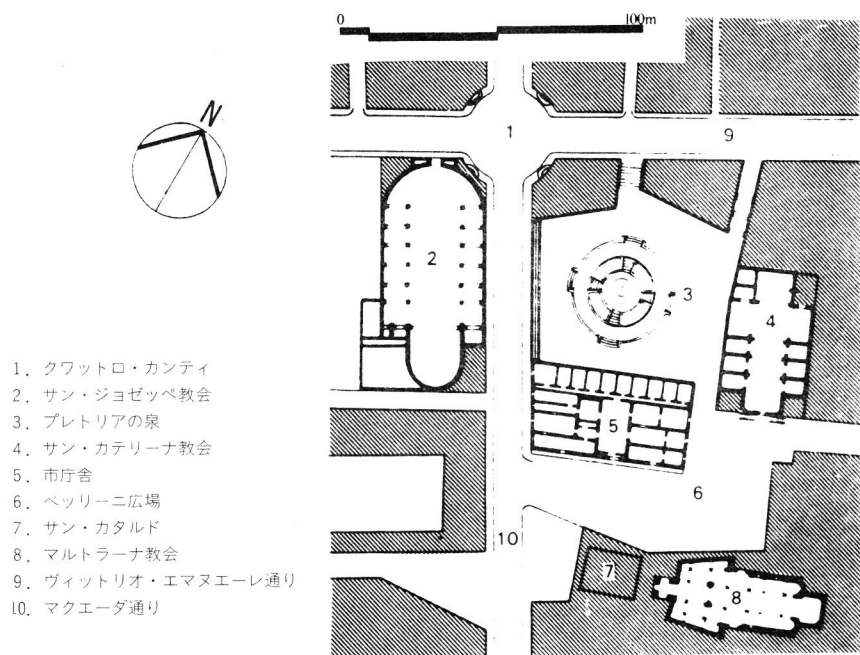 0 100m
N
1 9
2
3
4
5
6
10
7
8
1. クワットロ・カンティ
2. サン・ジョゼッペ教会
3. プレトリアの泉
4. サン・カテリーナ教会
5. 市庁舎
6. ベッリーニ広場
7. サン・カタルド
8. マルトラーナ教会
9. ヴィットリオ・エマヌエーレ通り
10. マクエーダ通り